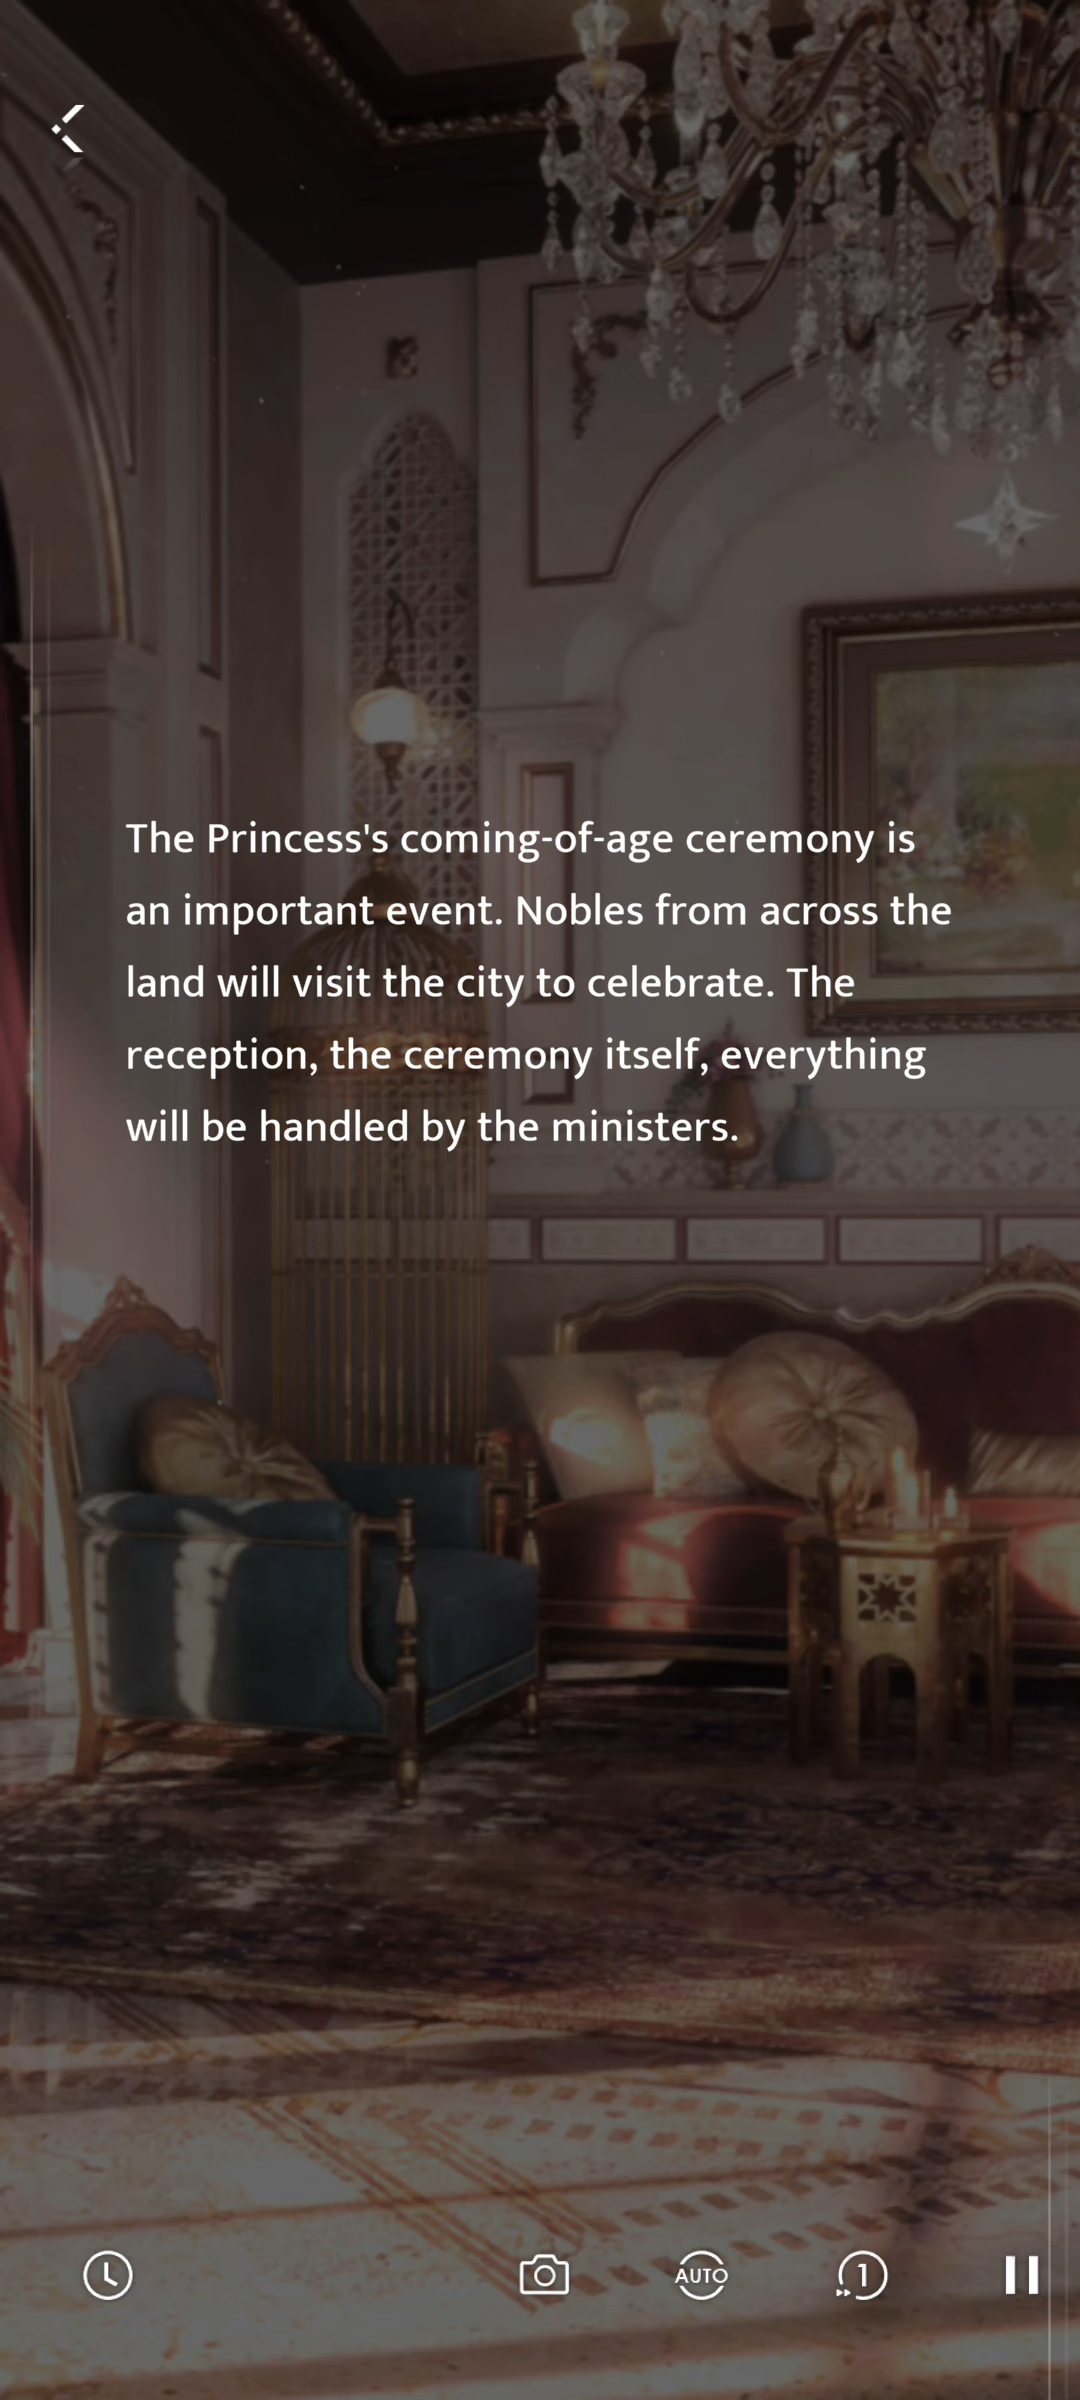 The Princess's coming-of-age ceremony is
an important event. Nobles from across the
land will visit the city to celebrate. The
reception, the ceremony itself, everything
will be handled by the ministers.
AUTO
1